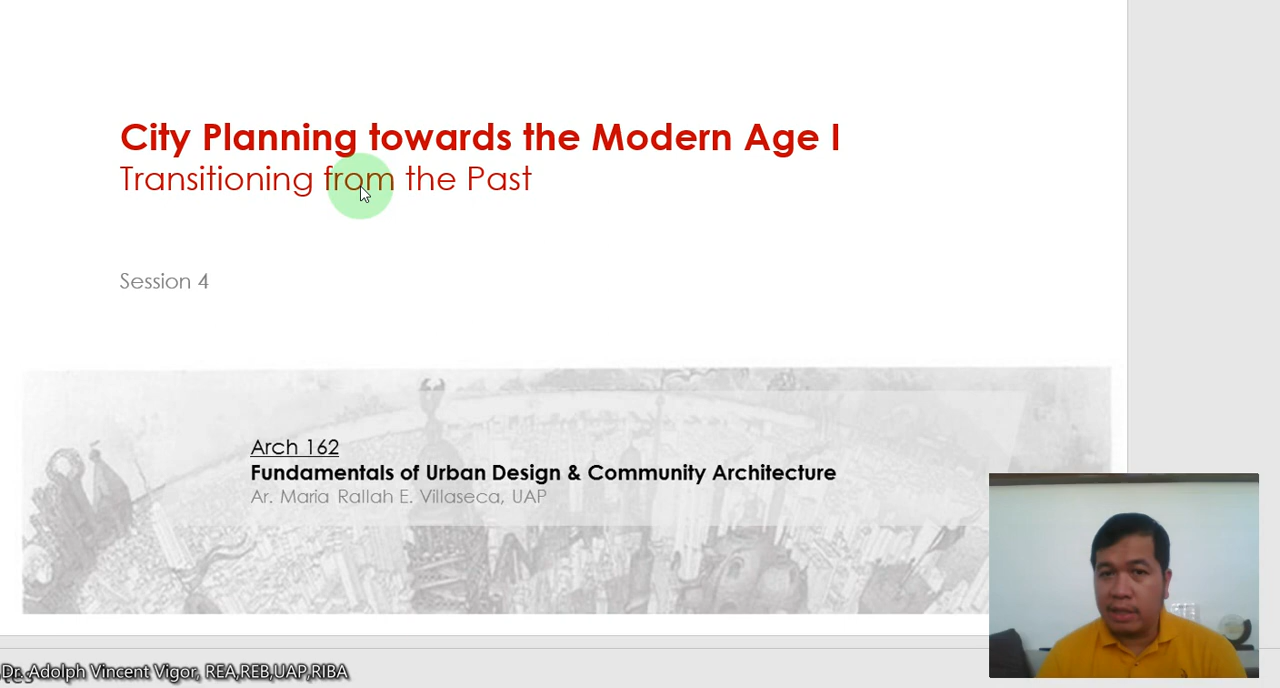 City Planning towards the Modern Age I
Transitioning from the Past
Session 4
Arch 162
Fundamentals of Urban Design & Community Architecture
Ar. Maria Rallah E. Villaseca, UAP
Dr. Adolph Vincent Vigor, REA,REB,UAP,RIBA